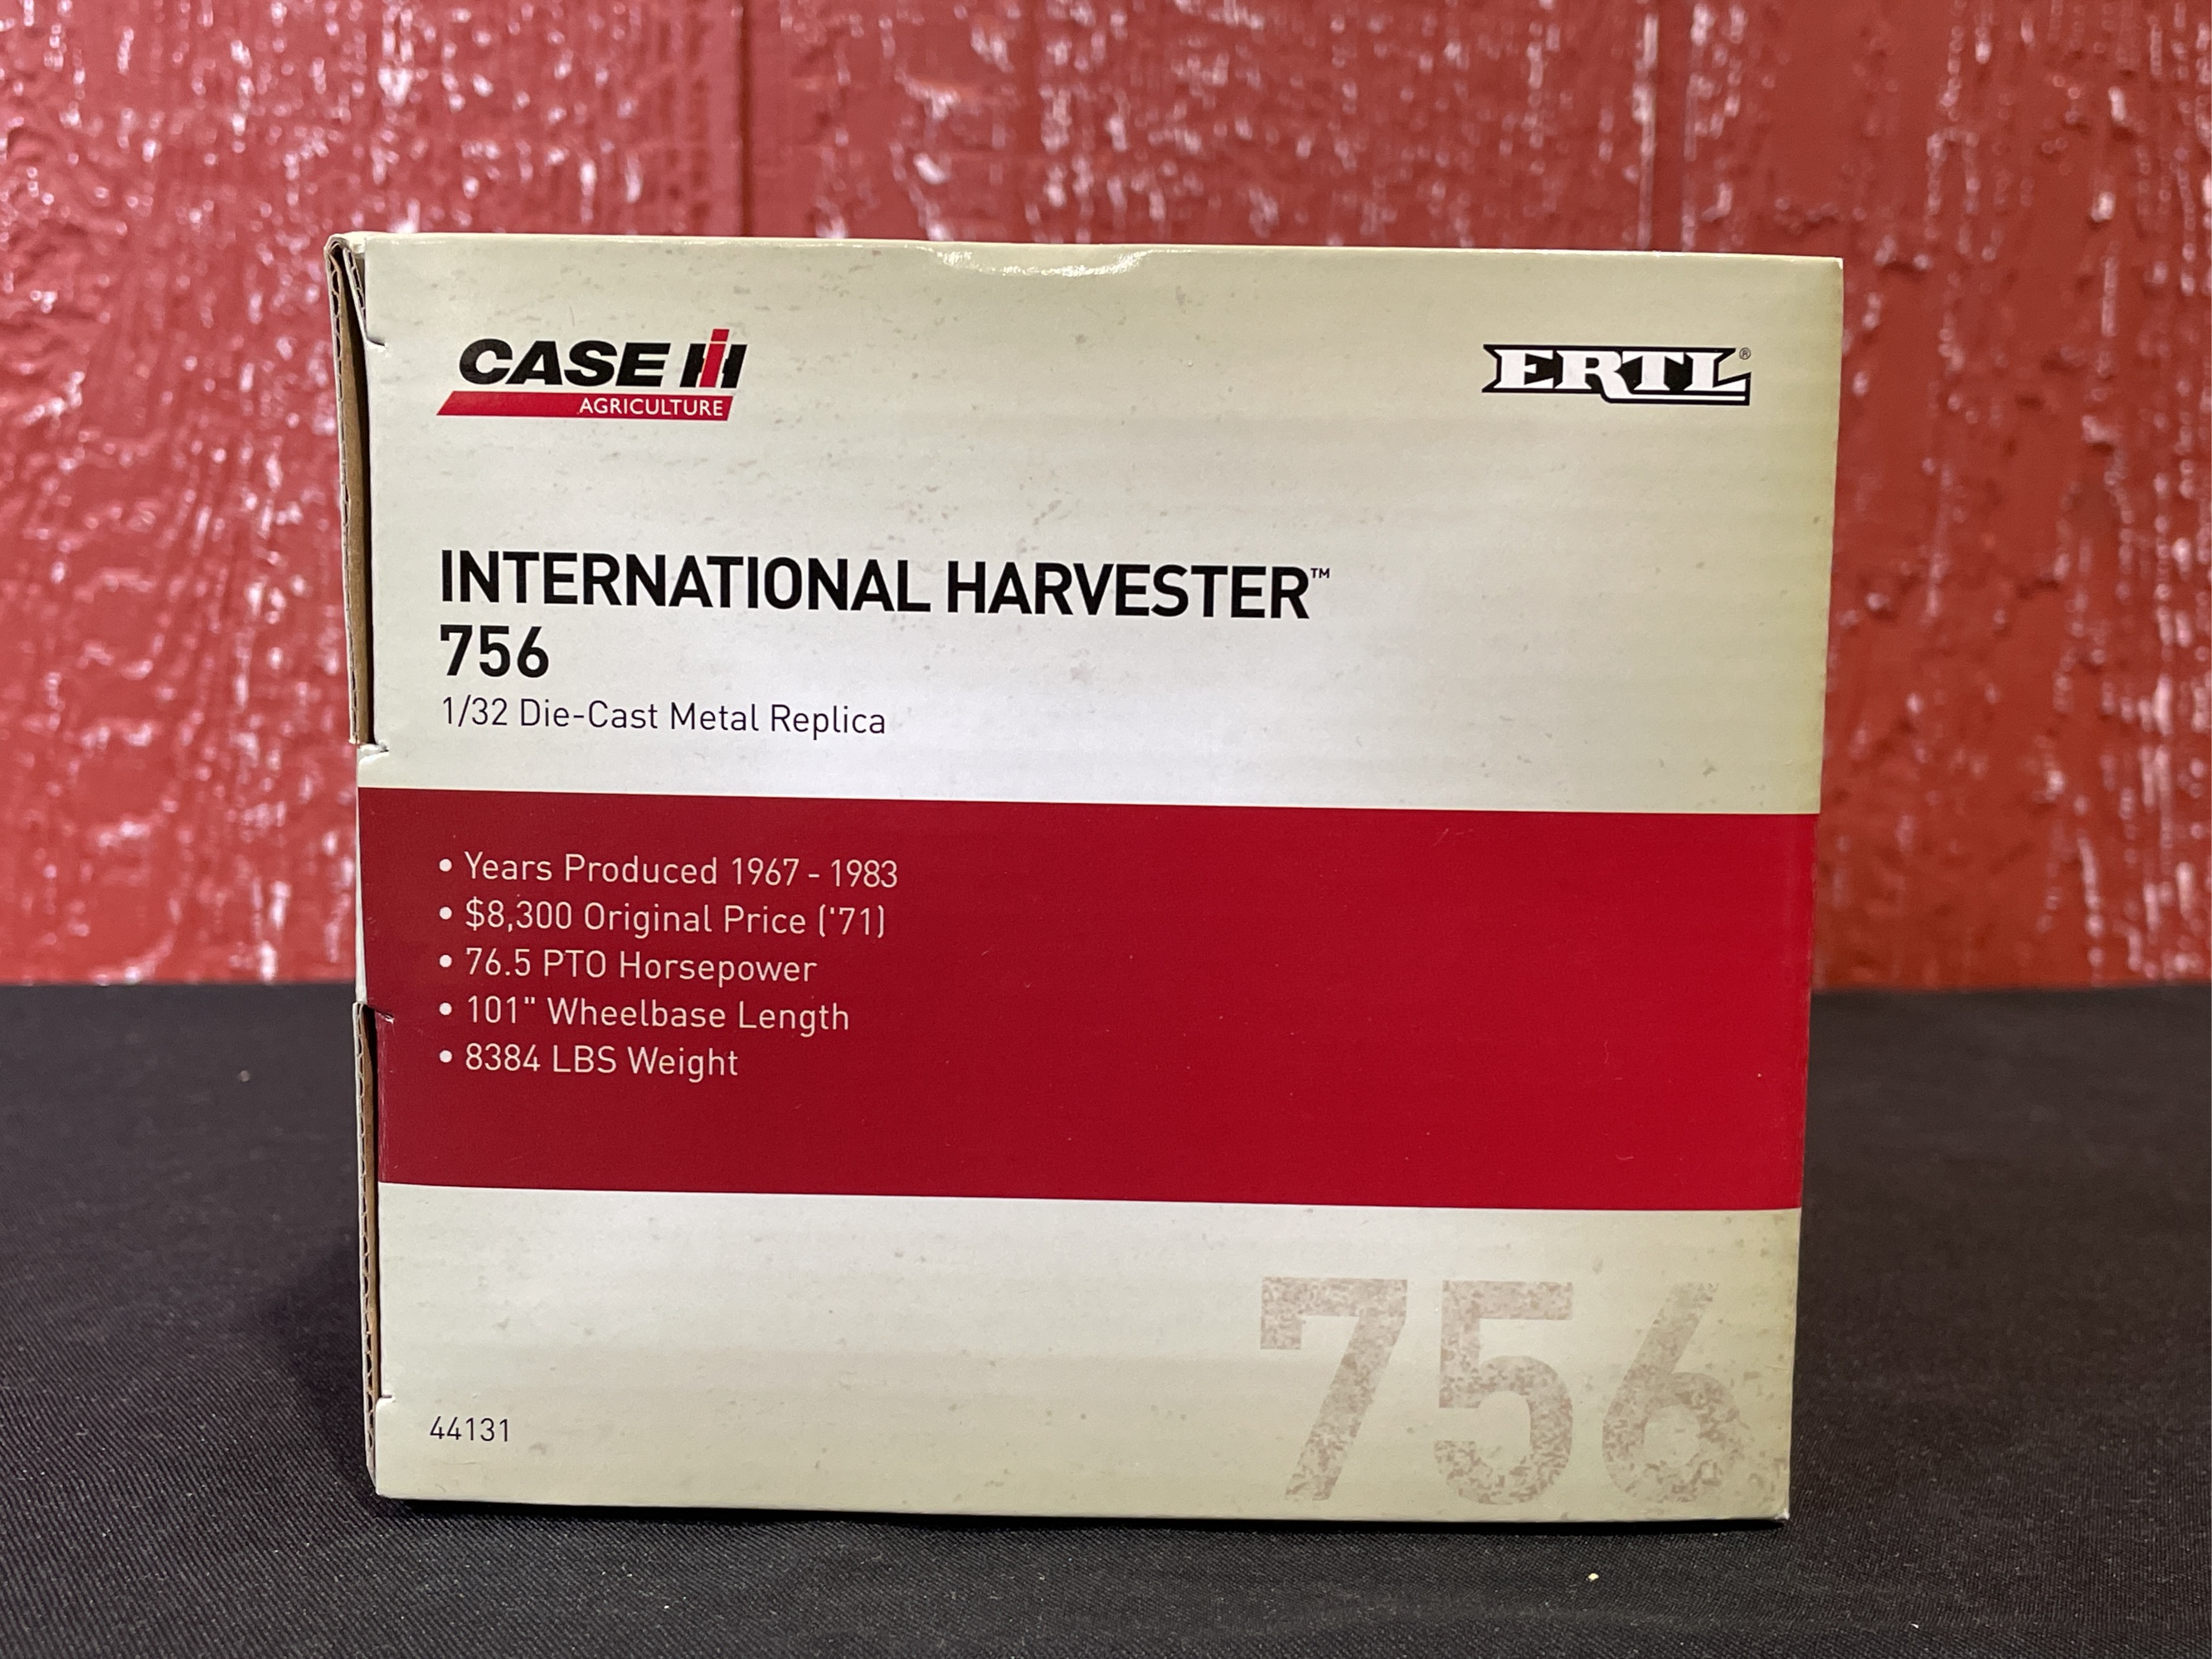 CASE IH
AGRICULTURE
ERTL®
INTERNATIONAL HARVESTER™
756
1/32 Die-Cast Metal Replica
• Years Produced 1967 - 1983
• $8,300 Original Price ('71)
• 76.5 PTO Horsepower
• 101" Wheelbase Length
• 8384 LBS Weight
756
44131